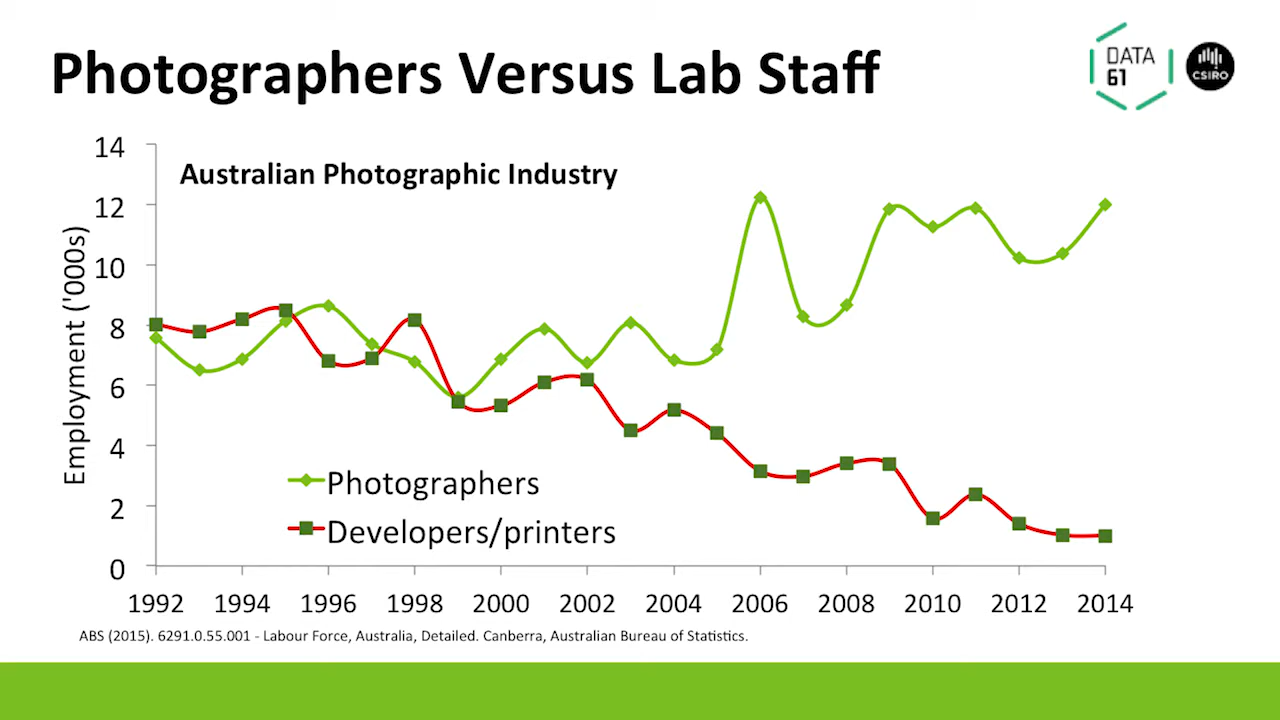 Photographers Versus Lab Staff
DATA
61
CSIRO
Australian Photographic Industry
Employment ('000s)
14
12
10
8
6
4
2
0
Photographers
Developers/printers
1992 1994 1996 1998 2000 2002 2004 2006 2008 2010 2012 2014
ABS (2015). 6291.0.55.001 - Labour Force, Australia, Detailed. Canberra, Australian Bureau of Statistics.